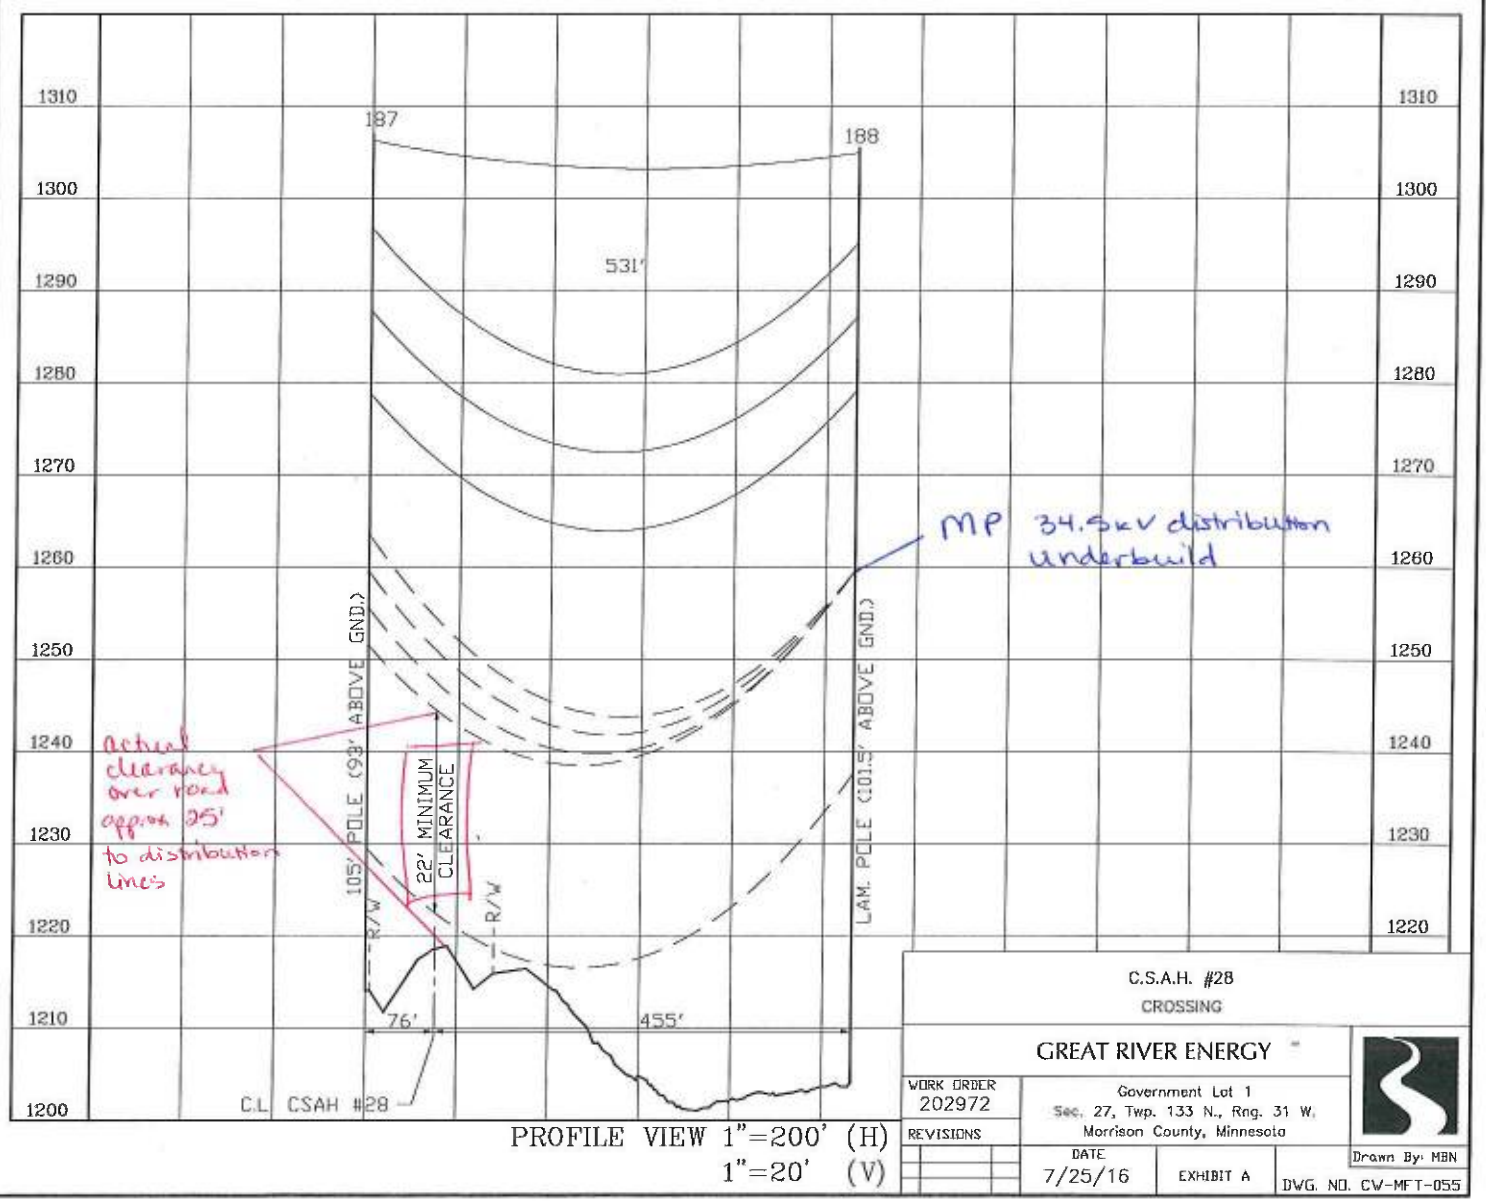 1310
1310
187
188
1300
1300
531'
1290
1290
1280
1280
1270
1270
MP 34.5kV distribution
underbuild
1260
1260
105' POLE (93' ABOVE GND.)
LAM. POLE (101.5' ABOVE GND.)
1250
1250
1240
1240
actual
clearance
over road
approx 25'
to distribution
lines
22' MINIMUM
CLEARANCE
1230
1230
R/W
R/W
1220
1220
1210
76'
455'
C.L. CSAH #28
1200
PROFILE VIEW 1"=200' (H)
1"=20' (V)
C.S.A.H. #28
CROSSING
GREAT RIVER ENERGY
WORK ORDER
202972
REVISIONS
Government Lot 1
Sec. 27, Twp. 133 N., Rng. 31 W.
Morrison County, Minnesota
DATE
7/25/16
EXHIBIT A
Drawn By: MBN
DWG. NO. CW-MFT-055